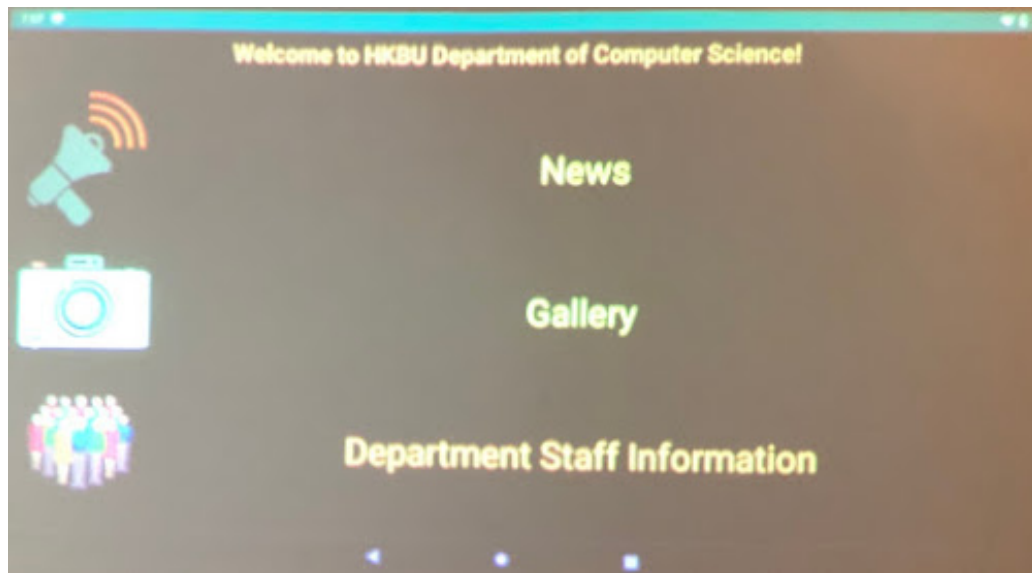 Welcome to HKBU Department of Computer Science!
News
Gallery
Department Staff Information